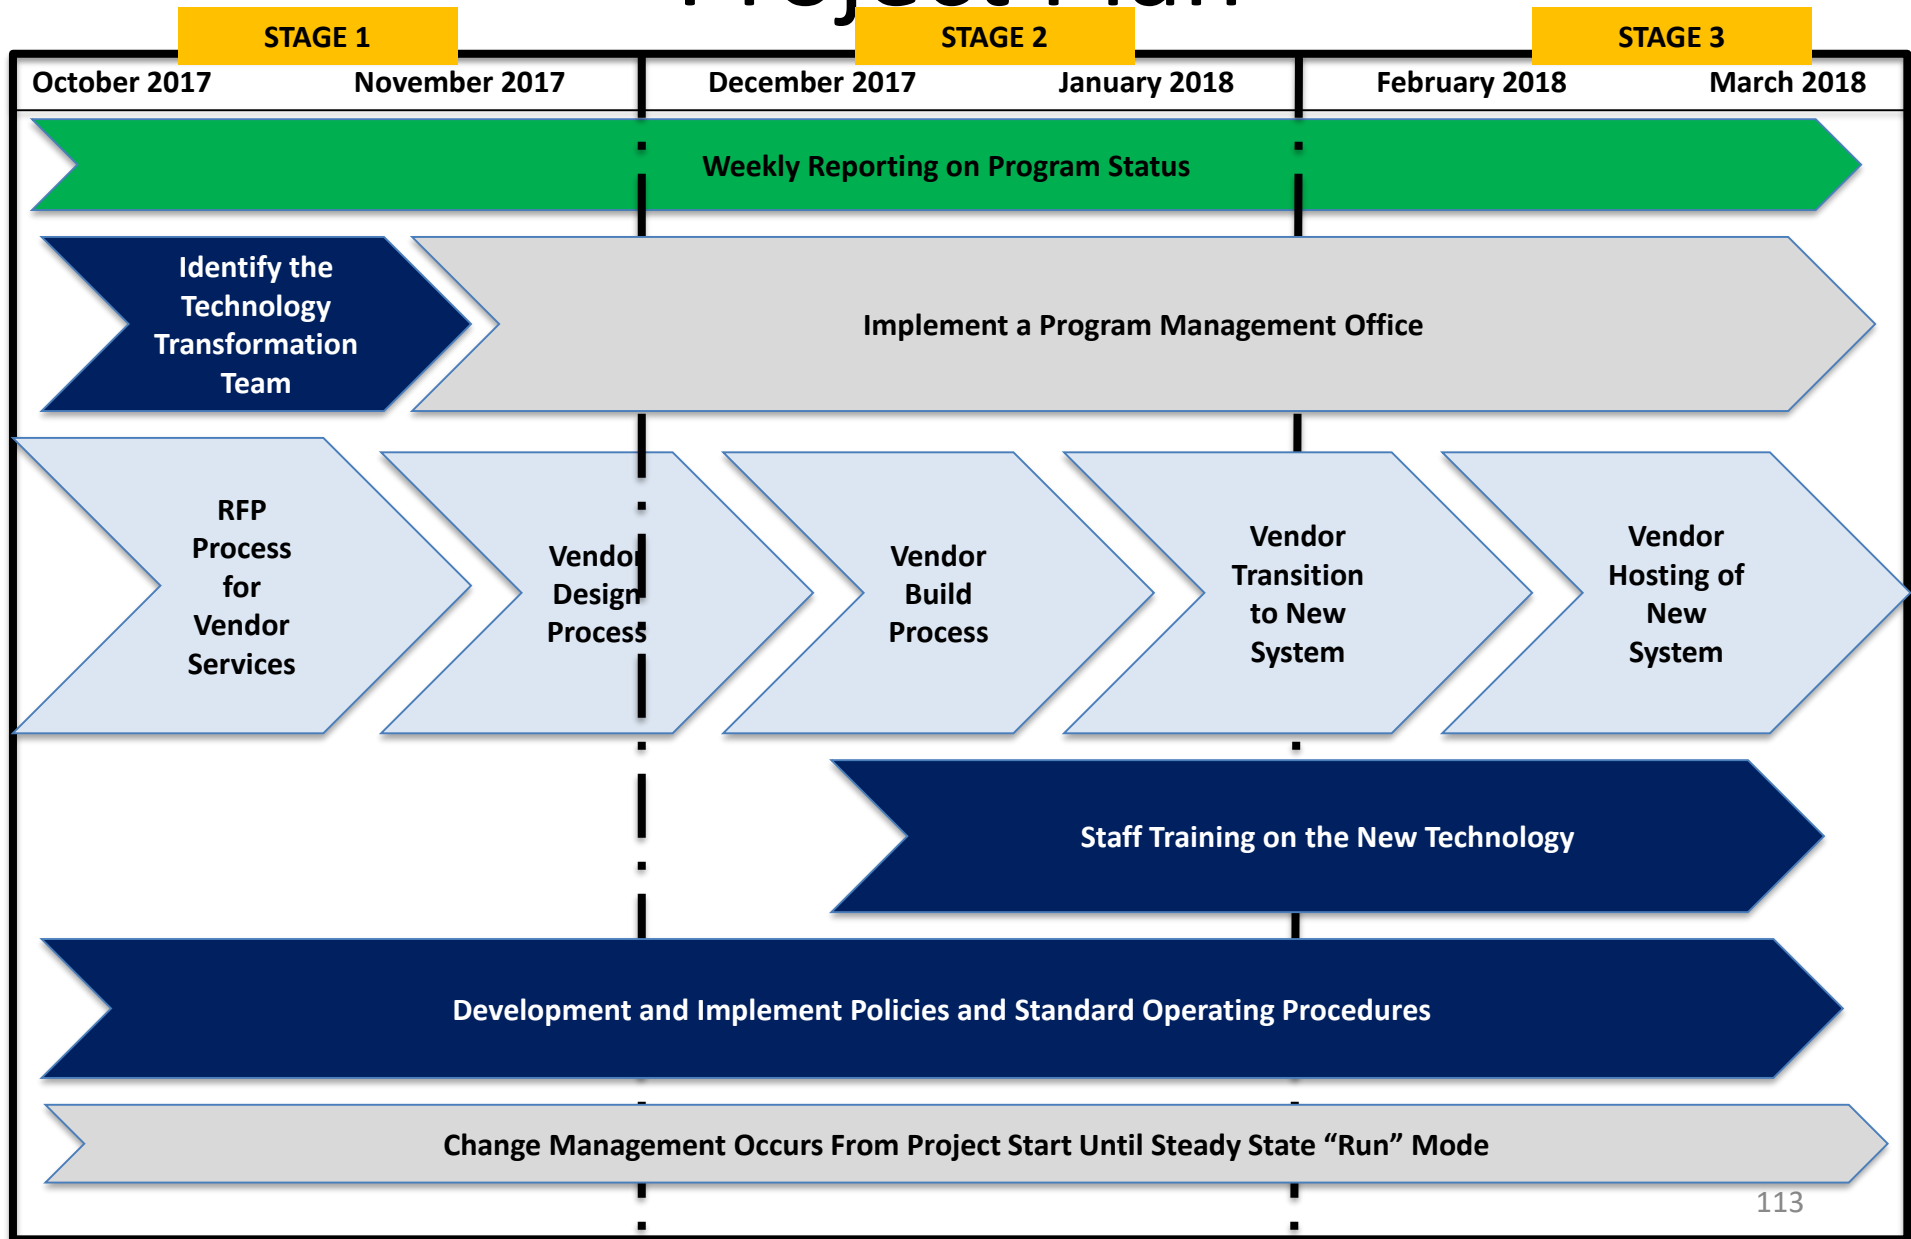 Project Plan
STAGE 1
STAGE 2
STAGE 3
October 2017
November 2017
December 2017
January 2018
February 2018
March 2018
Weekly Reporting on Program Status
Identify the
Technology
Transformation
Team
Implement a Program Management Office
RFP
Process
for
Vendor
Services
Vendor
Design
Process
Vendor
Build
Process
Vendor
Transition
to New
System
Vendor
Hosting of
New
System
Staff Training on the New Technology
Development and Implement Policies and Standard Operating Procedures
Change Management Occurs From Project Start Until Steady State “Run” Mode
113